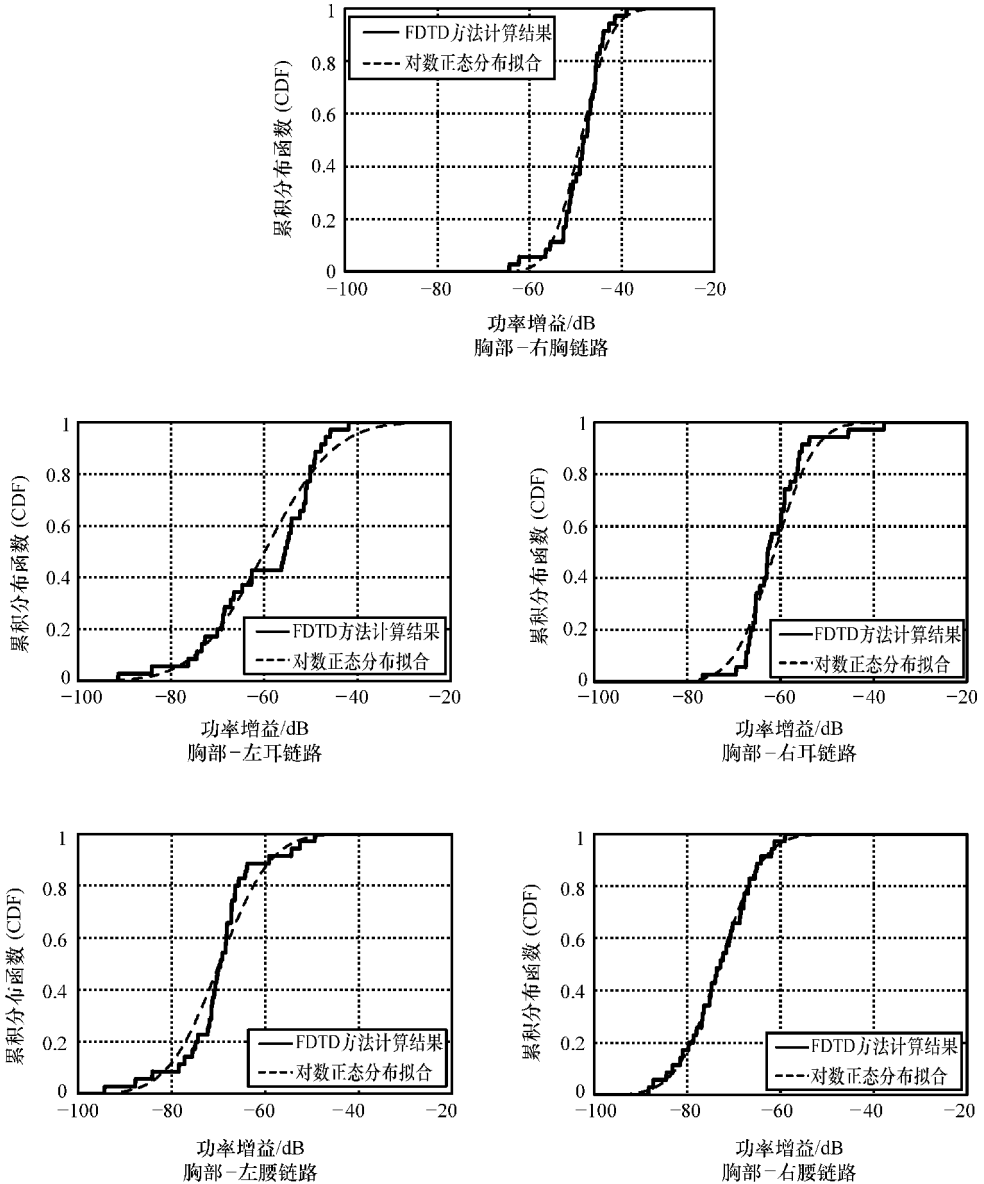 FDTD方法计算结果
对数正态分布拟合
累积分布函数 (CDF)
1
0.8
0.6
0.4
0.2
0
−100
−80
−60
−40
−20
功率增益/dB
胸部−右胸链路
1
0.8
0.6
0.4
0.2
0
累积分布函数 (CDF)
FDTD方法计算结果
对数正态分布拟合
−100
−80
−60
−40
−20
功率增益/dB
胸部−左耳链路
1
0.8
0.6
0.4
0.2
0
累积分布函数 (CDF)
FDTD方法计算结果
对数正态分布拟合
−100
−80
−60
−40
−20
功率增益/dB
胸部−右耳链路
1
0.8
0.6
0.4
0.2
0
累积分布函数 (CDF)
FDTD方法计算结果
对数正态分布拟合
−100
−80
−60
−40
−20
功率增益/dB
胸部−左腰链路
1
0.8
0.6
0.4
0.2
0
累积分布函数 (CDF)
FDTD方法计算结果
对数正态分布拟合
−100
−80
−60
−40
−20
功率增益/dB
胸部−右腰链路